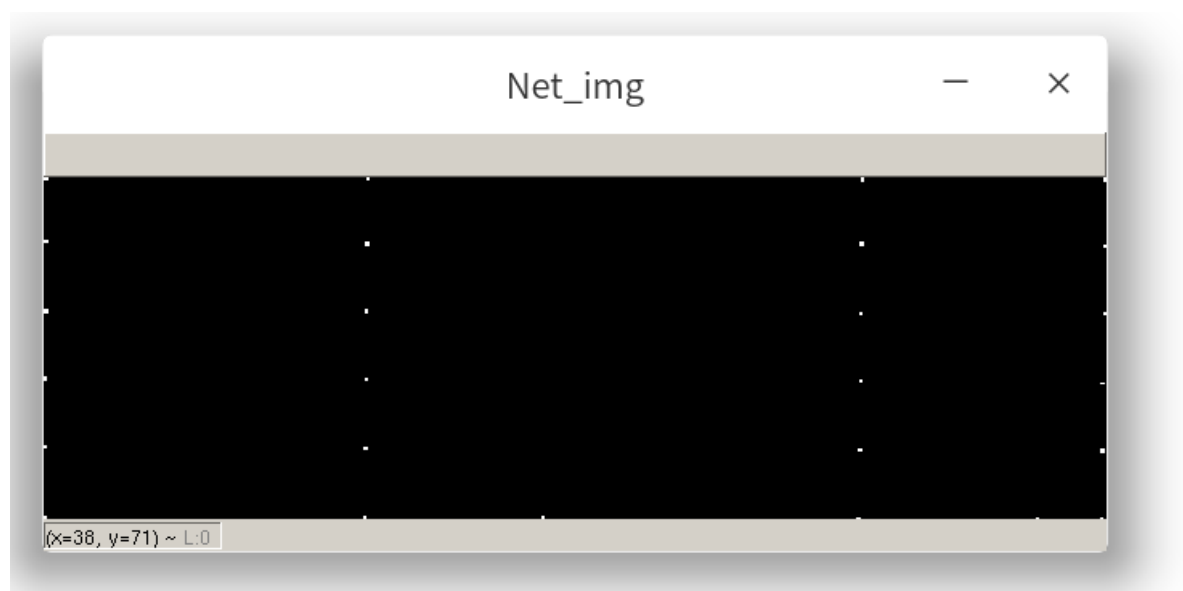 Net_img
(x=38, y=71) ~ L:0